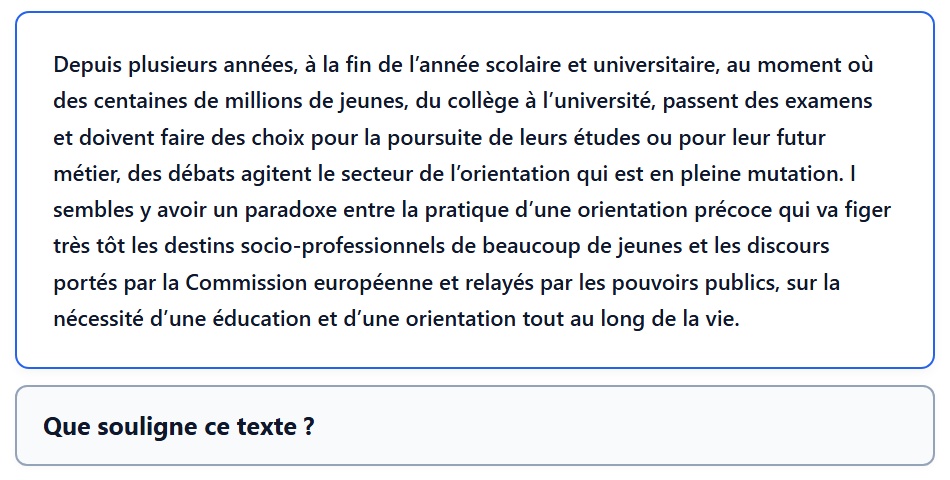 Depuis plusieurs années, à la fin de l’année scolaire et universitaire, au moment où
des centaines de millions de jeunes, du collège à l’université, passent des examens
et doivent faire des choix pour la poursuite de leurs études ou pour leur futur
métier, des débats agitent le secteur de l’orientation qui est en pleine mutation. I
sembles y avoir un paradoxe entre la pratique d’une orientation précoce qui va figer
très tôt les destins socio-professionnels de beaucoup de jeunes et les discours
portés par la Commission européenne et relayés par les pouvoirs publics, sur la
nécessité d’une éducation et d’une orientation tout au long de la vie.
Que souligne ce texte ?